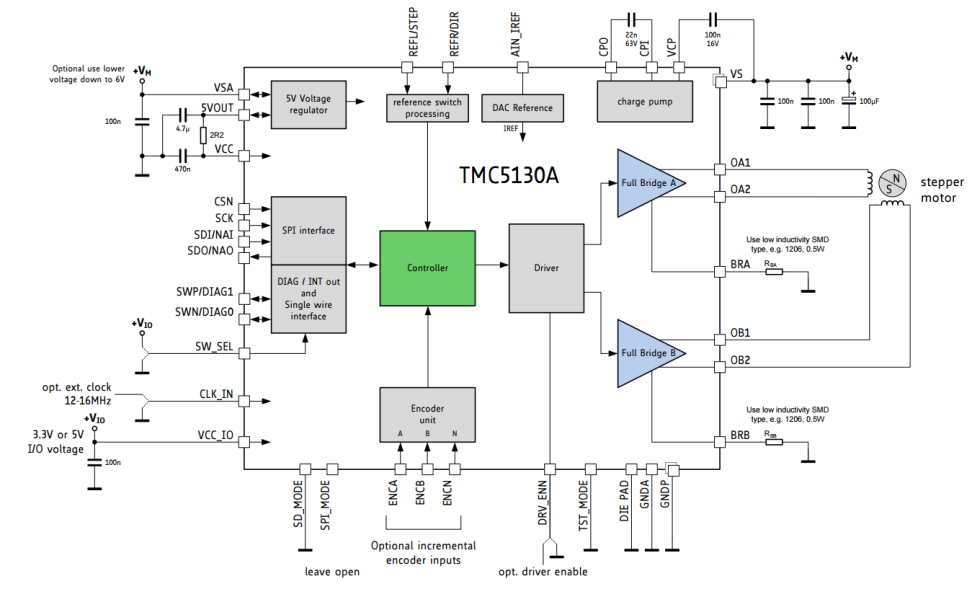 REFL/STEP
REFR/DIR
AIN_IREF
CPO
22n
63V
CPI
VCP
100n
16V
Optional use lower
voltage down to 6V
+VM
VSA
5V Voltage
regulator
5VOUT
100n
4.7µ
2R2
VCC
470n
reference switch
processing
DAC Reference
IREF
charge pump
VS
+VM
100n
100n
100µF
TMC5130A
CSN
SCK
SDI/NAI
SDO/NAO
SPI interface
SWP/DIAG1
SWN/DIAG0
DIAG / INT out
and
Single wire
interface
+VIO
SW_SEL
Controller
Driver
Full Bridge A
OA1
OA2
N
S
stepper
motor
Use low inductivity SMD
type, e.g. 1206, 0.5W
BRA
RSA
Full Bridge B
OB1
OB2
Use low inductivity SMD
type, e.g. 1206, 0.5W
BRB
RSB
opt. ext. clock
12-16MHz
CLK_IN
+VIO
3.3V or 5V
I/O voltage
VCC_IO
100n
Encoder
unit
A B N
SD_MODE
SPI_MODE
ENCA
ENCB
ENCN
DRV_ENN
TST_MODE
DIE PAD
GNDA
GNDP
Optional incremental
encoder inputs
leave open
opt. driver enable